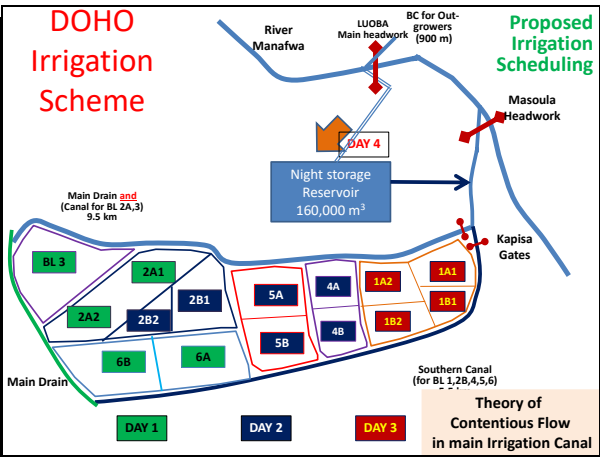 DOHO
Irrigation
Scheme
River
Manafwa
LUOBA
Main headwork
BC for Out-
growers
(900 m)
Proposed
Irrigation
Scheduling
Masoula
Headwork
DAY 4
Night storage
Reservoir
160,000 m³
Main Drain and
(Canal for BL 2A,3)
9.5 km
Kapisa
Gates
BL 3
2A1
2A2
2B2
2B1
5A
5B
4A
4B
1A2
1B2
1A1
1B1
6B
6A
Main Drain
Southern Canal
(for BL 1,2B,4,5,6)
DAY 1
DAY 2
DAY 3
Theory of
Contentious Flow
in main Irrigation Canal